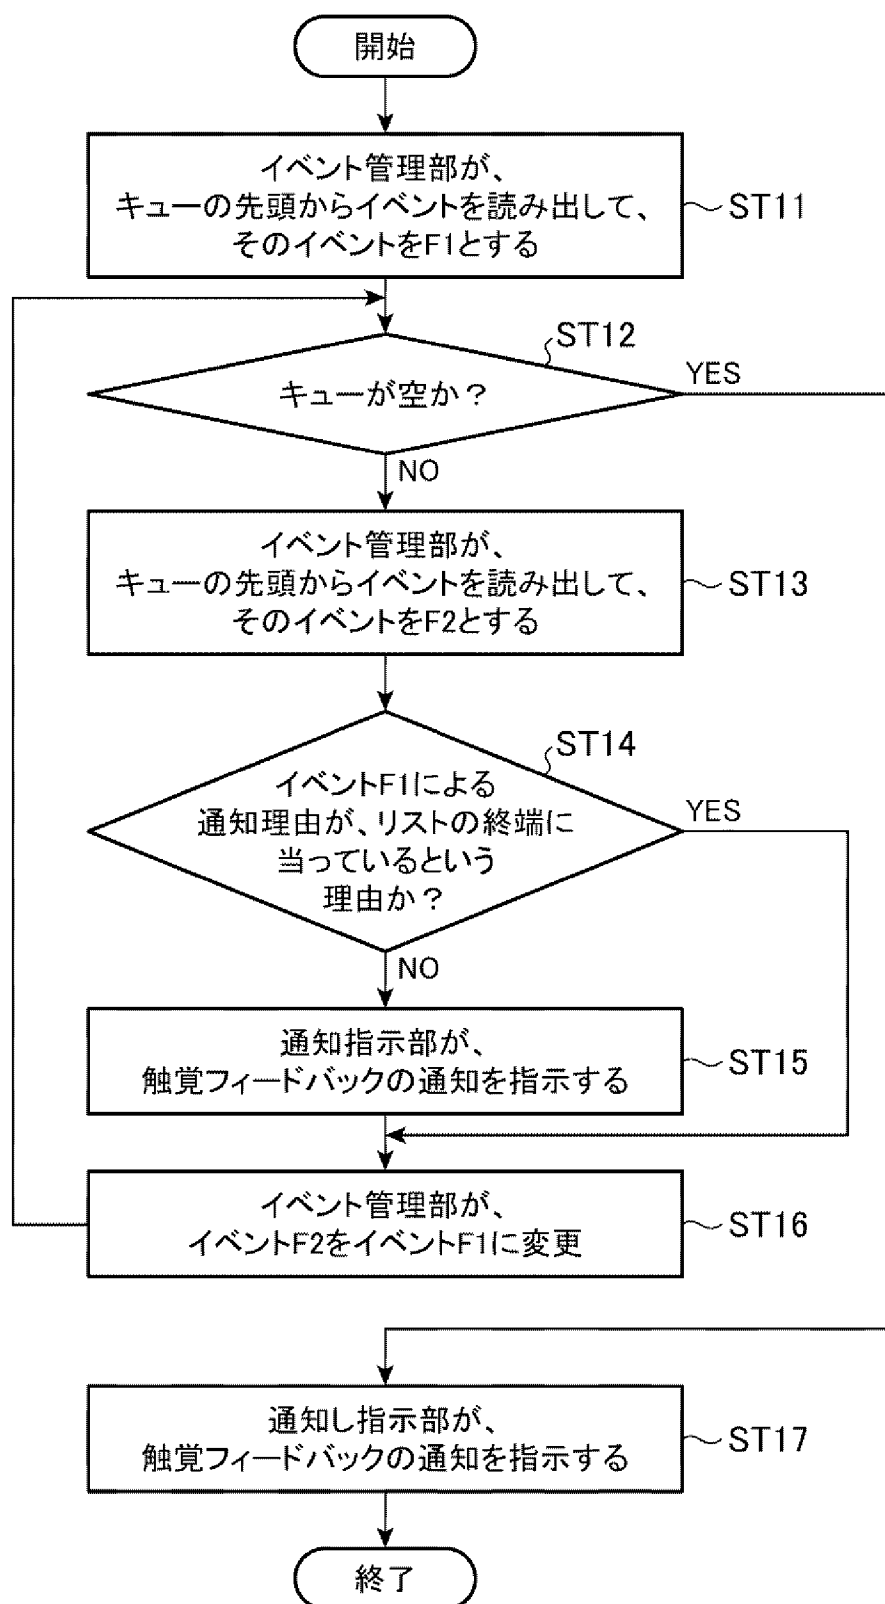 開始
イベント管理部が、
キューの先頭からイベントを読み出して、
そのイベントをF1とする
ST11
ST12
キューが空か？
YES
NO
イベント管理部が、
キューの先頭からイベントを読み出して、
そのイベントをF2とする
ST13
ST14
イベントF1による
通知理由が、リストの終端に
当っているという
理由か？
YES
NO
通知指示部が、
触覚フィードバックの通知を指示する
ST15
イベント管理部が、
イベントF2をイベントF1に変更
ST16
通知し指示部が、
触覚フィードバックの通知を指示する
ST17
終了